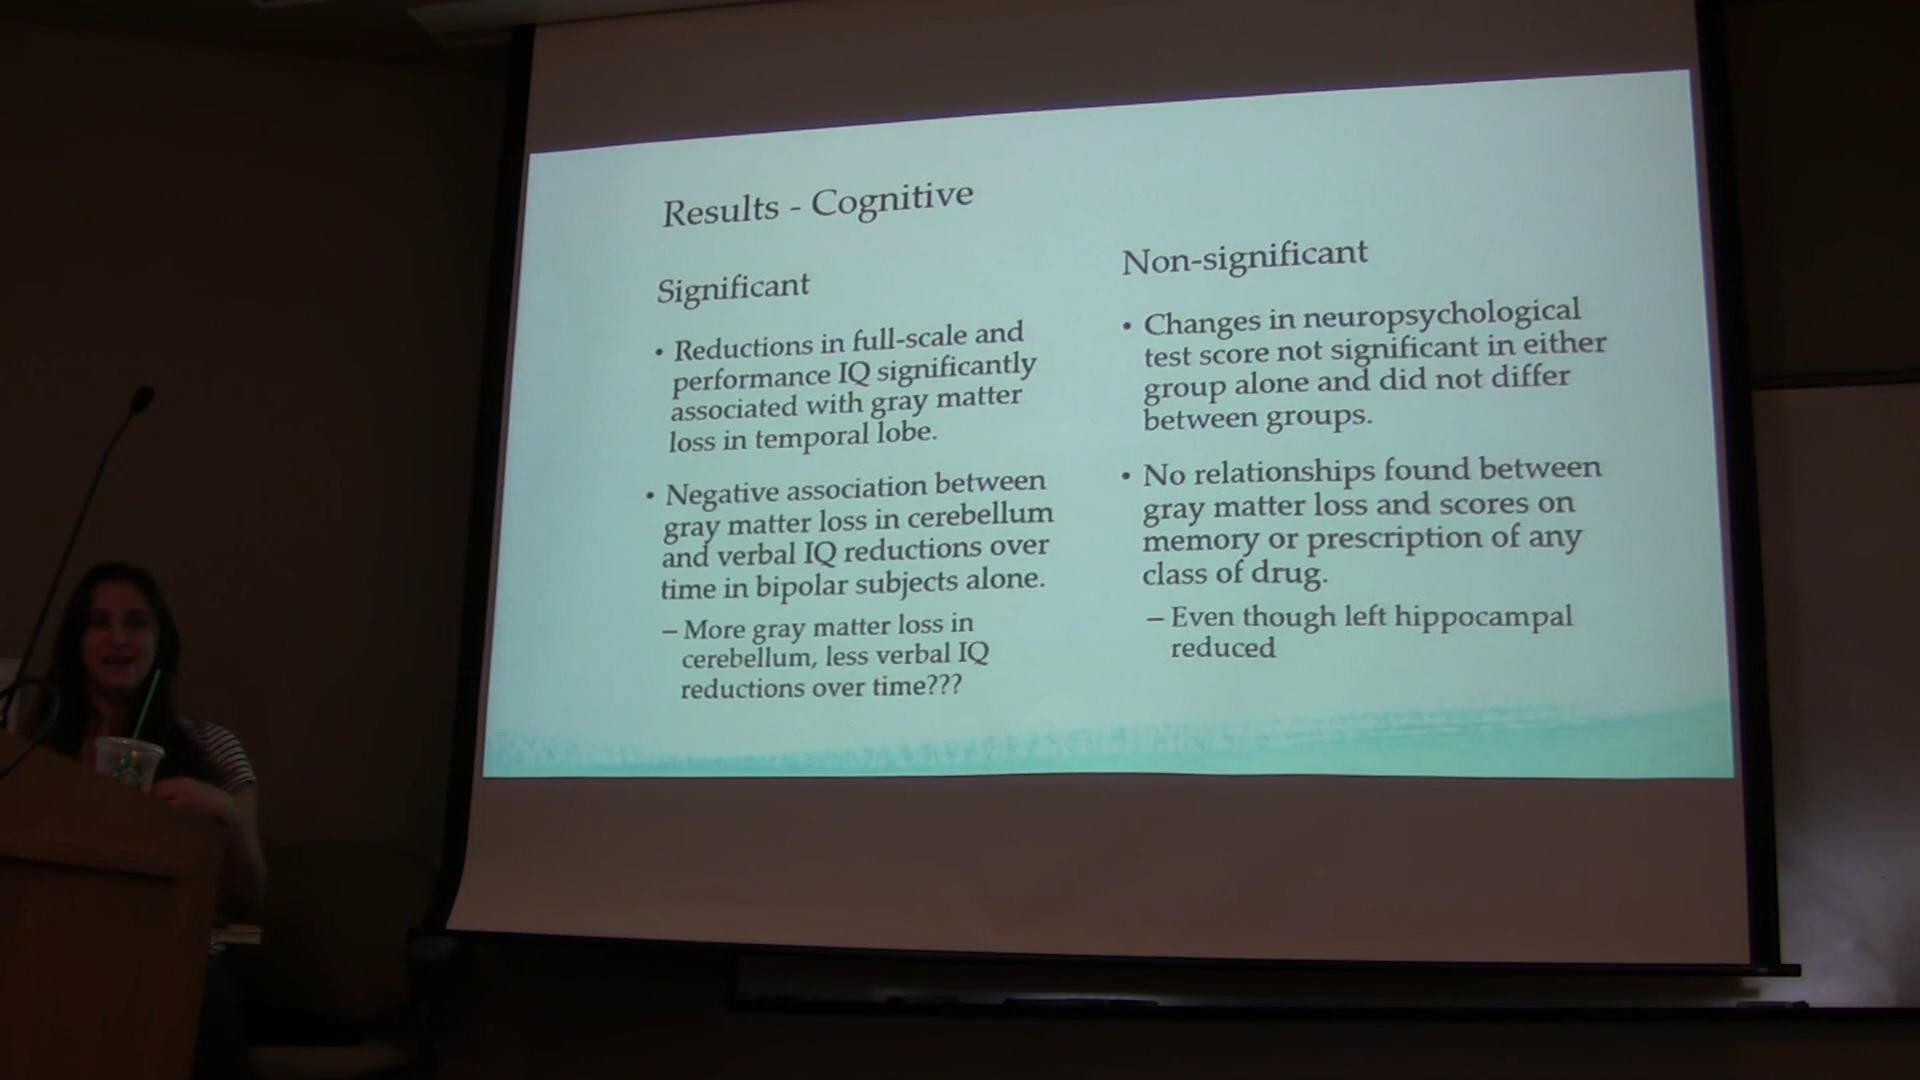 Results - Cognitive
Significant
• Reductions in full-scale and
performance IQ significantly
associated with gray matter
loss in temporal lobe.
• Negative association between
gray matter loss in cerebellum
and verbal IQ reductions over
time in bipolar subjects alone.
– More gray matter loss in
cerebellum, less verbal IQ
reductions over time???
Non-significant
• Changes in neuropsychological
test score not significant in either
group alone and did not differ
between groups.
• No relationships found between
gray matter loss and scores on
memory or prescription of any
class of drug.
– Even though left hippocampal
reduced